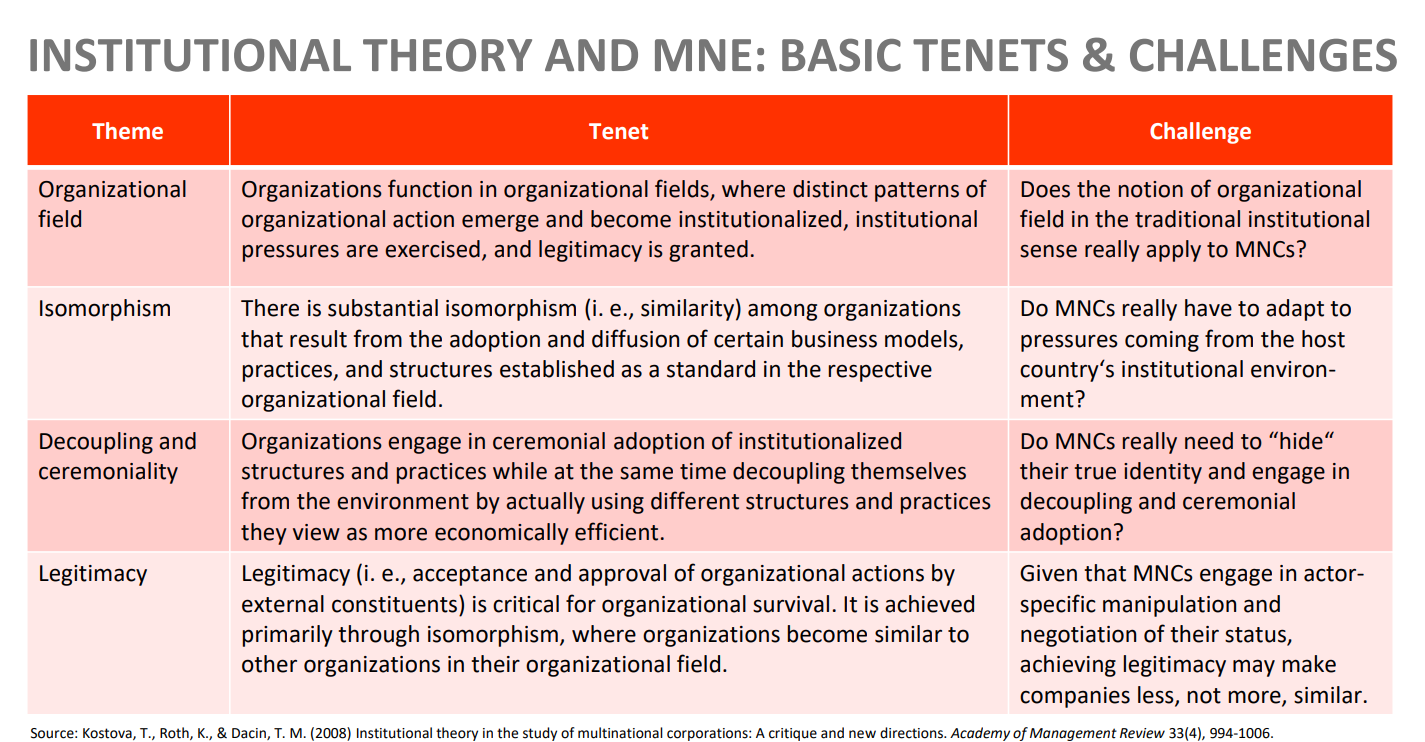 INSTITUTIONAL THEORY AND MNE: BASIC TENETS & CHALLENGES
Theme
Tenet
Challenge
Organizational
field
Organizations function in organizational fields, where distinct patterns of
organizational action emerge and become institutionalized, institutional
pressures are exercised, and legitimacy is granted.
Does the notion of organizational
field in the traditional institutional
sense really apply to MNCs?
Isomorphism
There is substantial isomorphism (i. e., similarity) among organizations
that result from the adoption and diffusion of certain business models,
practices, and structures established as a standard in the respective
organizational field.
Do MNCs really have to adapt to
pressures coming from the host
country‘s institutional environ-
ment?
Decoupling and
ceremoniality
Organizations engage in ceremonial adoption of institutionalized
structures and practices while at the same time decoupling themselves
from the environment by actually using different structures and practices
they view as more economically efficient.
Do MNCs really need to “hide“
their true identity and engage in
decoupling and ceremonial
adoption?
Legitimacy
Legitimacy (i. e., acceptance and approval of organizational actions by
external constituents) is critical for organizational survival. It is achieved
primarily through isomorphism, where organizations become similar to
other organizations in their organizational field.
Given that MNCs engage in actor-
specific manipulation and
negotiation of their status,
achieving legitimacy may make
companies less, not more, similar.
Source: Kostova, T., Roth, K., & Dacin, T. M. (2008) Institutional theory in the study of multinational corporations: A critique and new directions. Academy of Management Review 33(4), 994-1006.